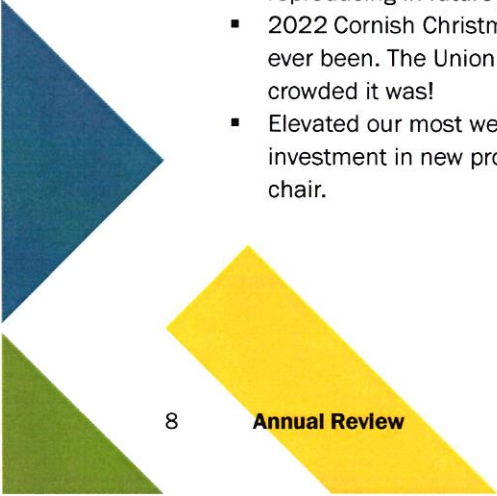 ▪ 2022 Cornish Christm
ever been. The Union
crowded it was!
▪ Elevated our most we
investment in new pro
chair.
8 Annual Review